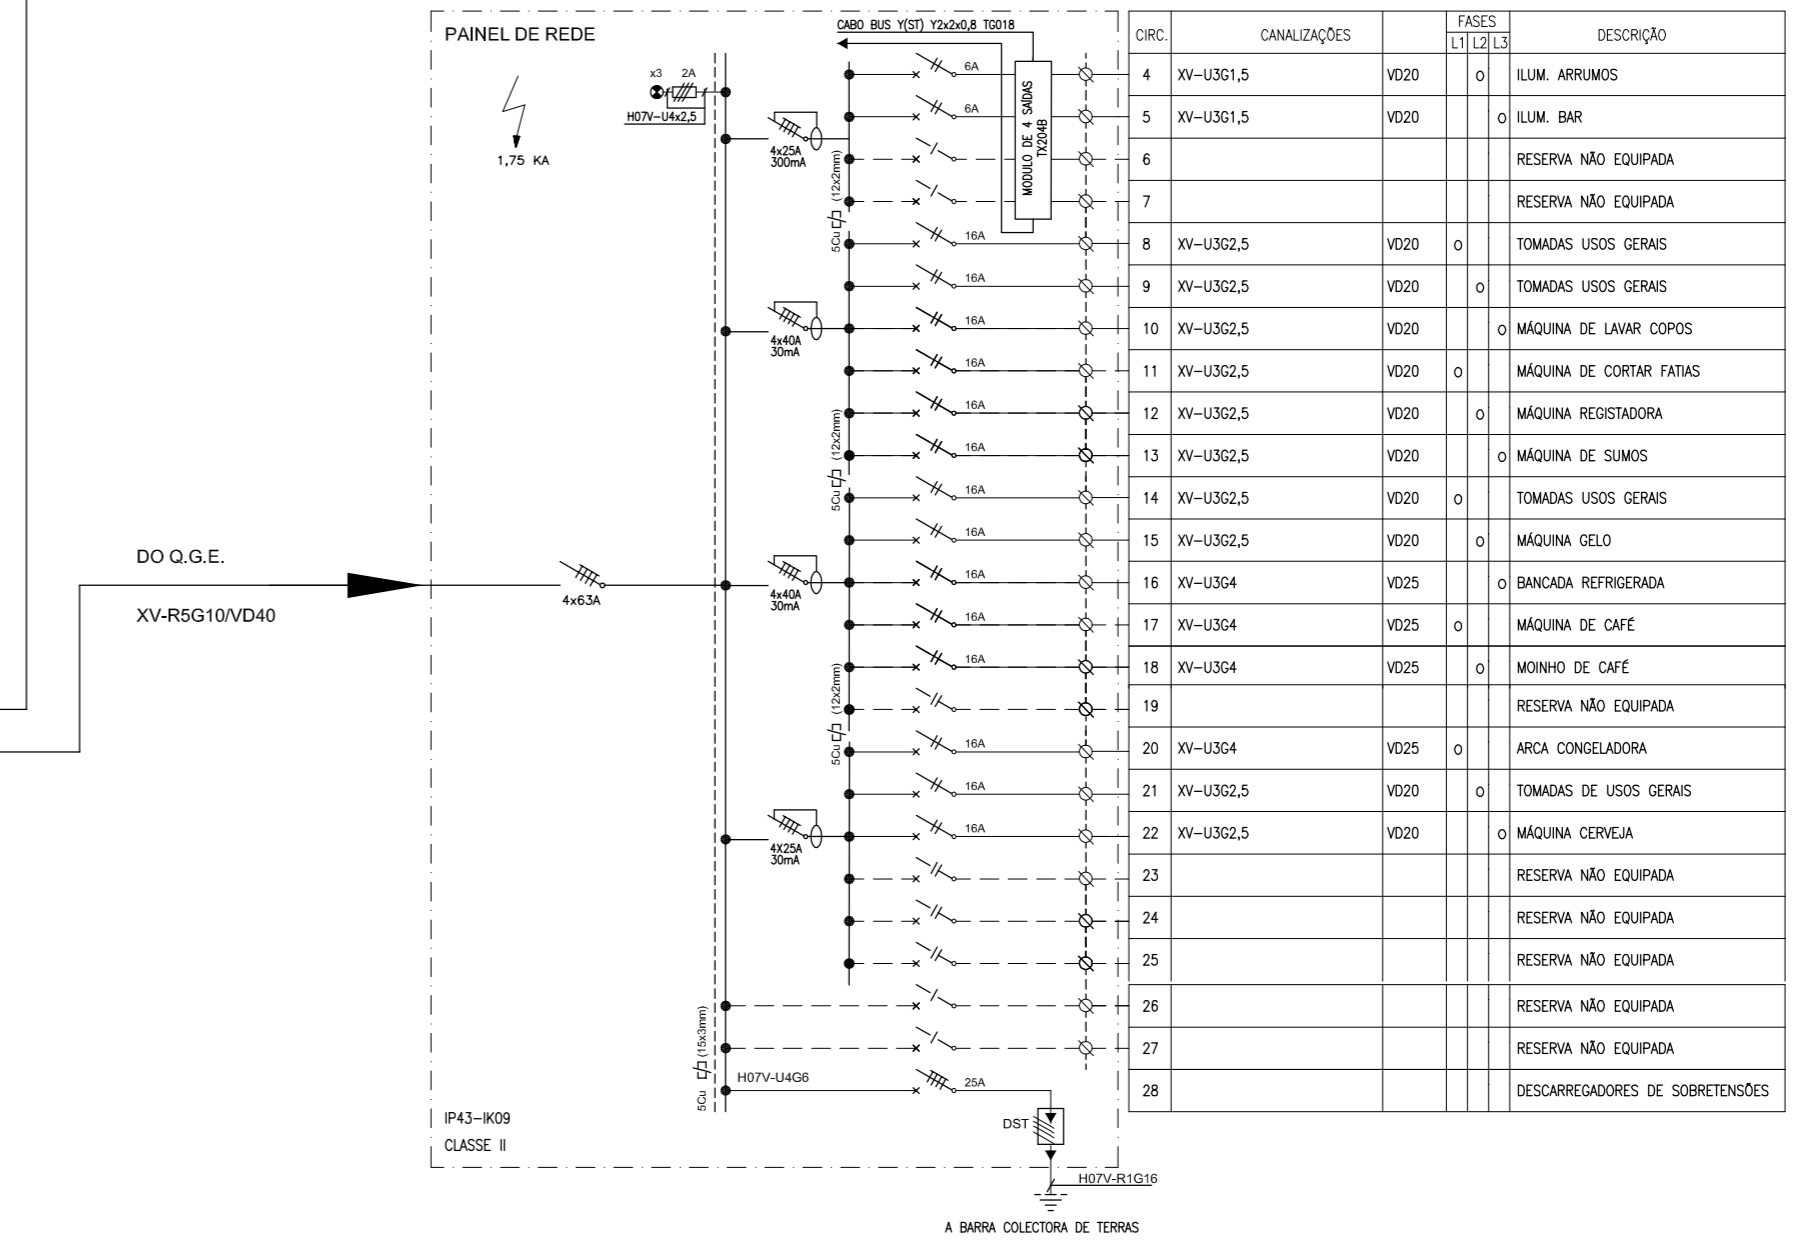 PAINEL DE REDE
CABO BUS Y(ST) Y2x2x0,8 TG018
1,75 KA
x3 2A
H07V-U4x2,5
4x25A
300mA
(12x2mm)
5Cu
MODULO DE 4 SAÍDAS
TX204B
4x40A
30mA
(12x2mm)
5Cu
4x40A
30mA
(12x2mm)
5Cu
4X25A
30mA
DO Q.G.E.
XV-R5G10/VD40
4x63A
(15x3mm)
5Cu
H07V-U4G6
25A
DST
IP43-IK09
CLASSE II
H07V-R1G16
A BARRA COLECTORA DE TERRAS
CIRC. CANALIZAÇÕES FASES DESCRIÇÃO
L1 L2 L3
6A 4 XV-U3G1,5 VD20 O ILUM. ARRUMOS
6A 5 XV-U3G1,5 VD20 O ILUM. BAR
6 RESERVA NÃO EQUIPADA
7 RESERVA NÃO EQUIPADA
16A 8 XV-U3G2,5 VD20 O TOMADAS USOS GERAIS
16A 9 XV-U3G2,5 VD20 O TOMADAS USOS GERAIS
16A 10 XV-U3G2,5 VD20 O MÁQUINA DE LAVAR COPOS
16A 11 XV-U3G2,5 VD20 O MÁQUINA DE CORTAR FATIAS
16A 12 XV-U3G2,5 VD20 O MÁQUINA REGISTADORA
16A 13 XV-U3G2,5 VD20 O MÁQUINA DE SUMOS
16A 14 XV-U3G2,5 VD20 O TOMADAS USOS GERAIS
16A 15 XV-U3G2,5 VD20 O MÁQUINA GELO
16A 16 XV-U3G4 VD25 O BANCADA REFRIGERADA
16A 17 XV-U3G4 VD25 O MÁQUINA DE CAFÉ
16A 18 XV-U3G4 VD25 O MOINHO DE CAFÉ
19 RESERVA NÃO EQUIPADA
16A 20 XV-U3G4 VD25 O ARCA CONGELADORA
16A 21 XV-U3G2,5 VD20 O TOMADAS DE USOS GERAIS
16A 22 XV-U3G2,5 VD20 O MÁQUINA CERVEJA
23 RESERVA NÃO EQUIPADA
24 RESERVA NÃO EQUIPADA
25 RESERVA NÃO EQUIPADA
26 RESERVA NÃO EQUIPADA
27 RESERVA NÃO EQUIPADA
28 DESCARREGADORES DE SOBRETENSÕES